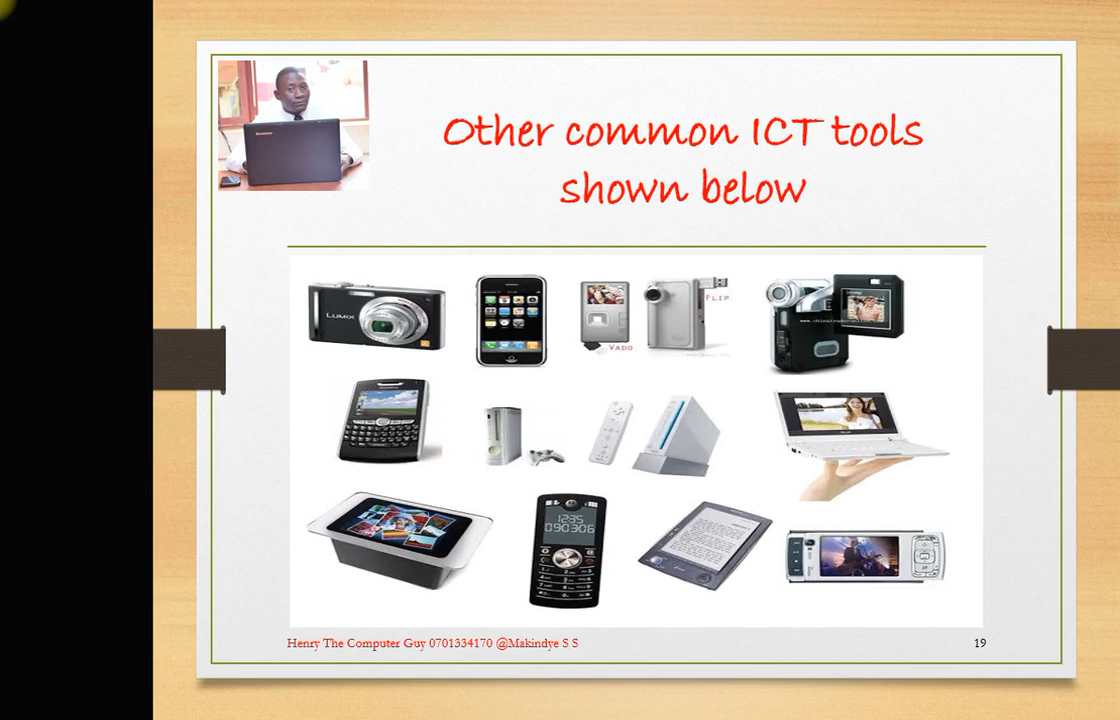 Other common ICT tools
shown below
LUMIX
FLIP
VADO
1235
090306
Henry The Computer Guy 0701334170 @Makindye S S
19